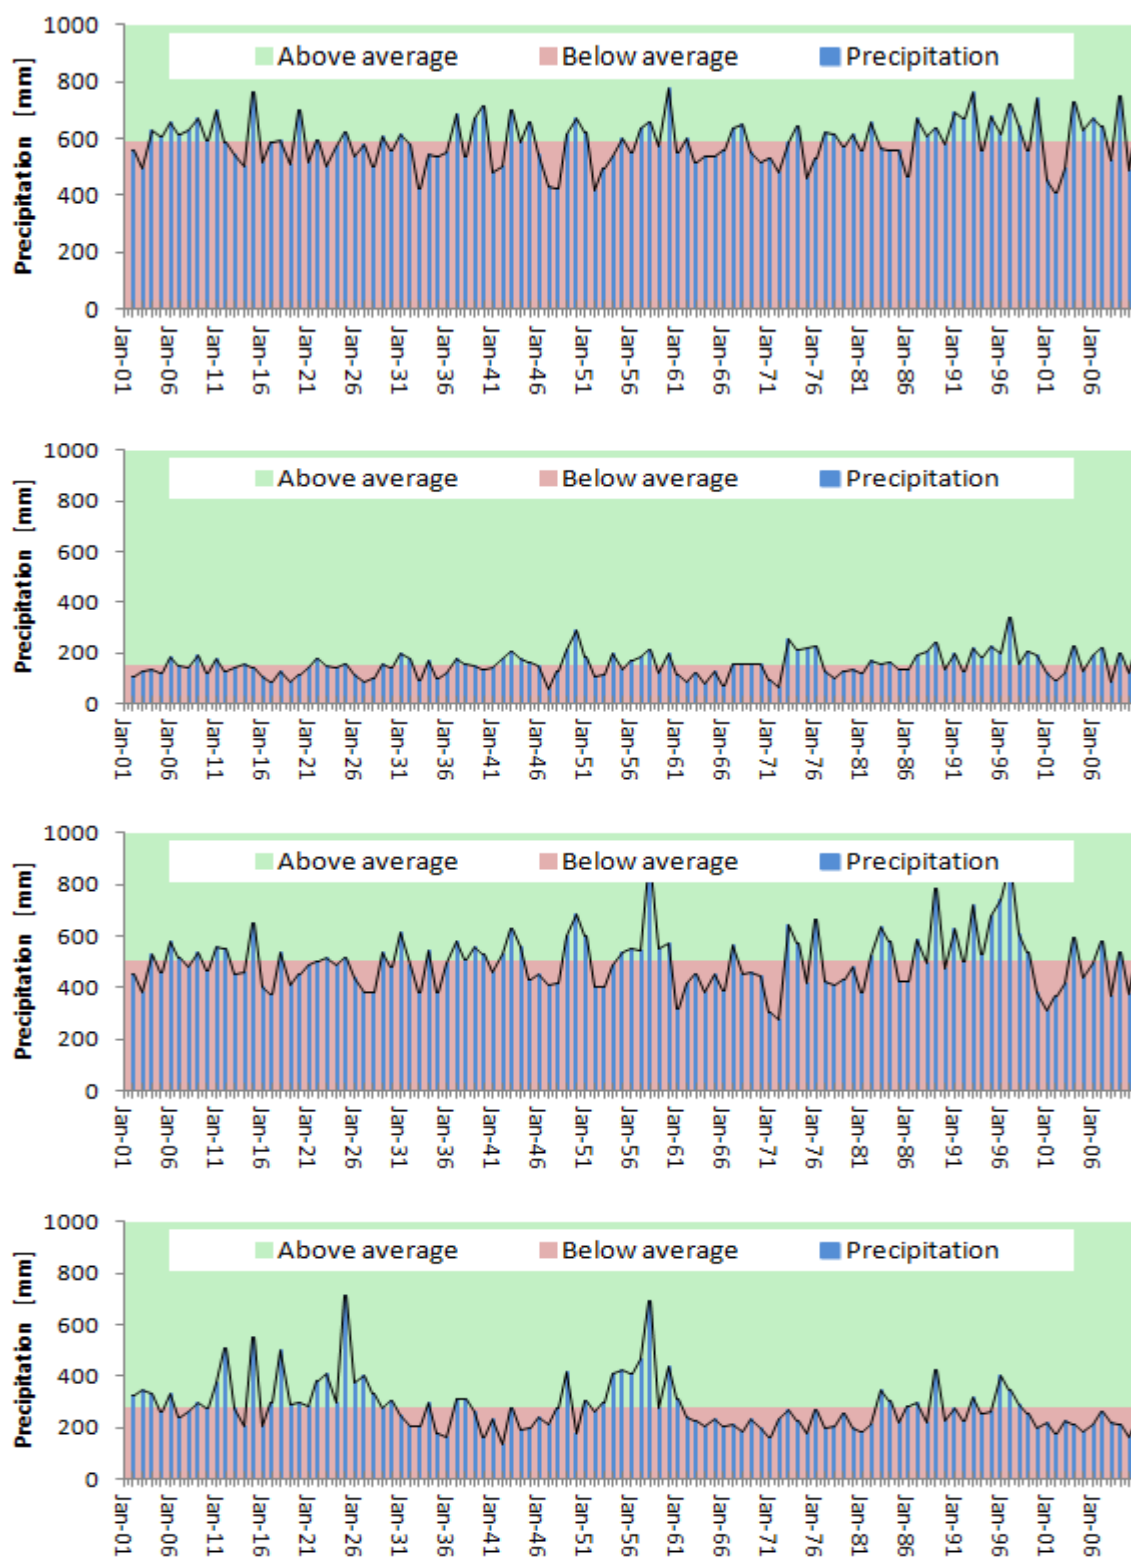 1000
Above average Below average Precipitation
800
600
400
200
0
Precipitation [mm]
Jan-01 Jan-06 Jan-11 Jan-16 Jan-21 Jan-26 Jan-31 Jan-36 Jan-41 Jan-46 Jan-51 Jan-56 Jan-61 Jan-66 Jan-71 Jan-76 Jan-81 Jan-86 Jan-91 Jan-96 Jan-01 Jan-06
1000
Above average Below average Precipitation
800
600
400
200
0
Precipitation [mm]
Jan-01 Jan-06 Jan-11 Jan-16 Jan-21 Jan-26 Jan-31 Jan-36 Jan-41 Jan-46 Jan-51 Jan-56 Jan-61 Jan-66 Jan-71 Jan-76 Jan-81 Jan-86 Jan-91 Jan-96 Jan-01 Jan-06
1000
Above average Below average Precipitation
800
600
400
200
0
Precipitation [mm]
Jan-01 Jan-06 Jan-11 Jan-16 Jan-21 Jan-26 Jan-31 Jan-36 Jan-41 Jan-46 Jan-51 Jan-56 Jan-61 Jan-66 Jan-71 Jan-76 Jan-81 Jan-86 Jan-91 Jan-96 Jan-01 Jan-06
1000
Above average Below average Precipitation
800
600
400
200
0
Precipitation [mm]
Jan-01 Jan-06 Jan-11 Jan-16 Jan-21 Jan-26 Jan-31 Jan-36 Jan-41 Jan-46 Jan-51 Jan-56 Jan-61 Jan-66 Jan-71 Jan-76 Jan-81 Jan-86 Jan-91 Jan-96 Jan-01 Jan-06